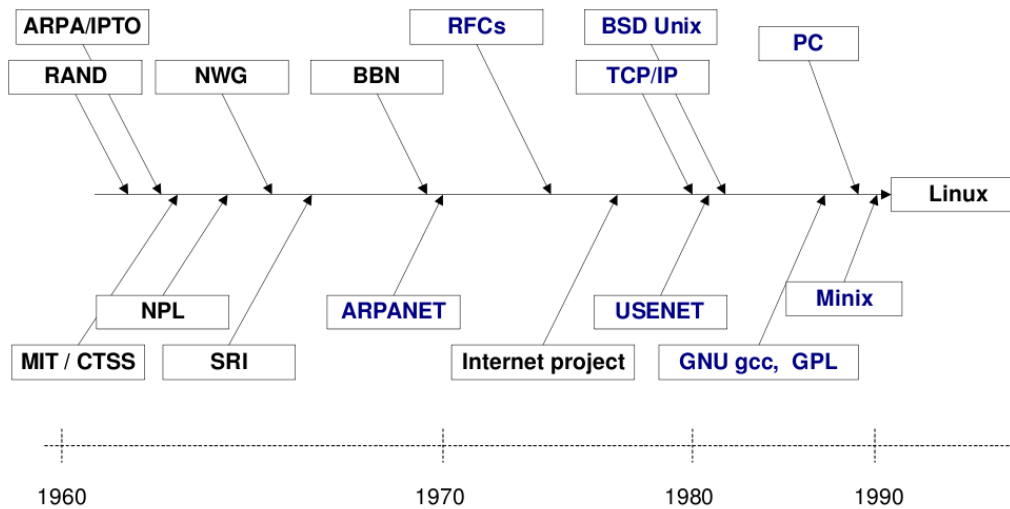 ARPA/IPTO
RFCs
BSD Unix
PC
RAND
NWG
BBN
TCP/IP
Linux
NPL
ARPANET
USENET
Minix
MIT / CTSS
SRI
Internet project
GNU gcc, GPL
1960
1970
1980
1990